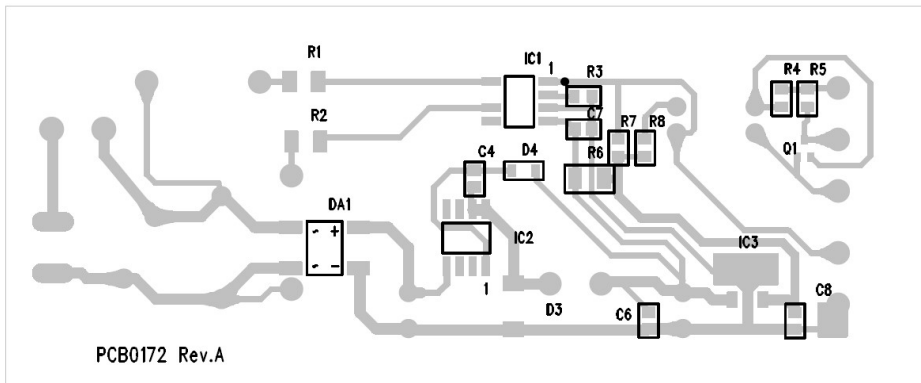 R1
IC1
1
R3
R4 R5
R2
C7
R7 R8
Q1
C4
D4
R6
DA1
~ +
~ -
IC2
IC3
1
D3
C6
C8
PCB0172 Rev.A